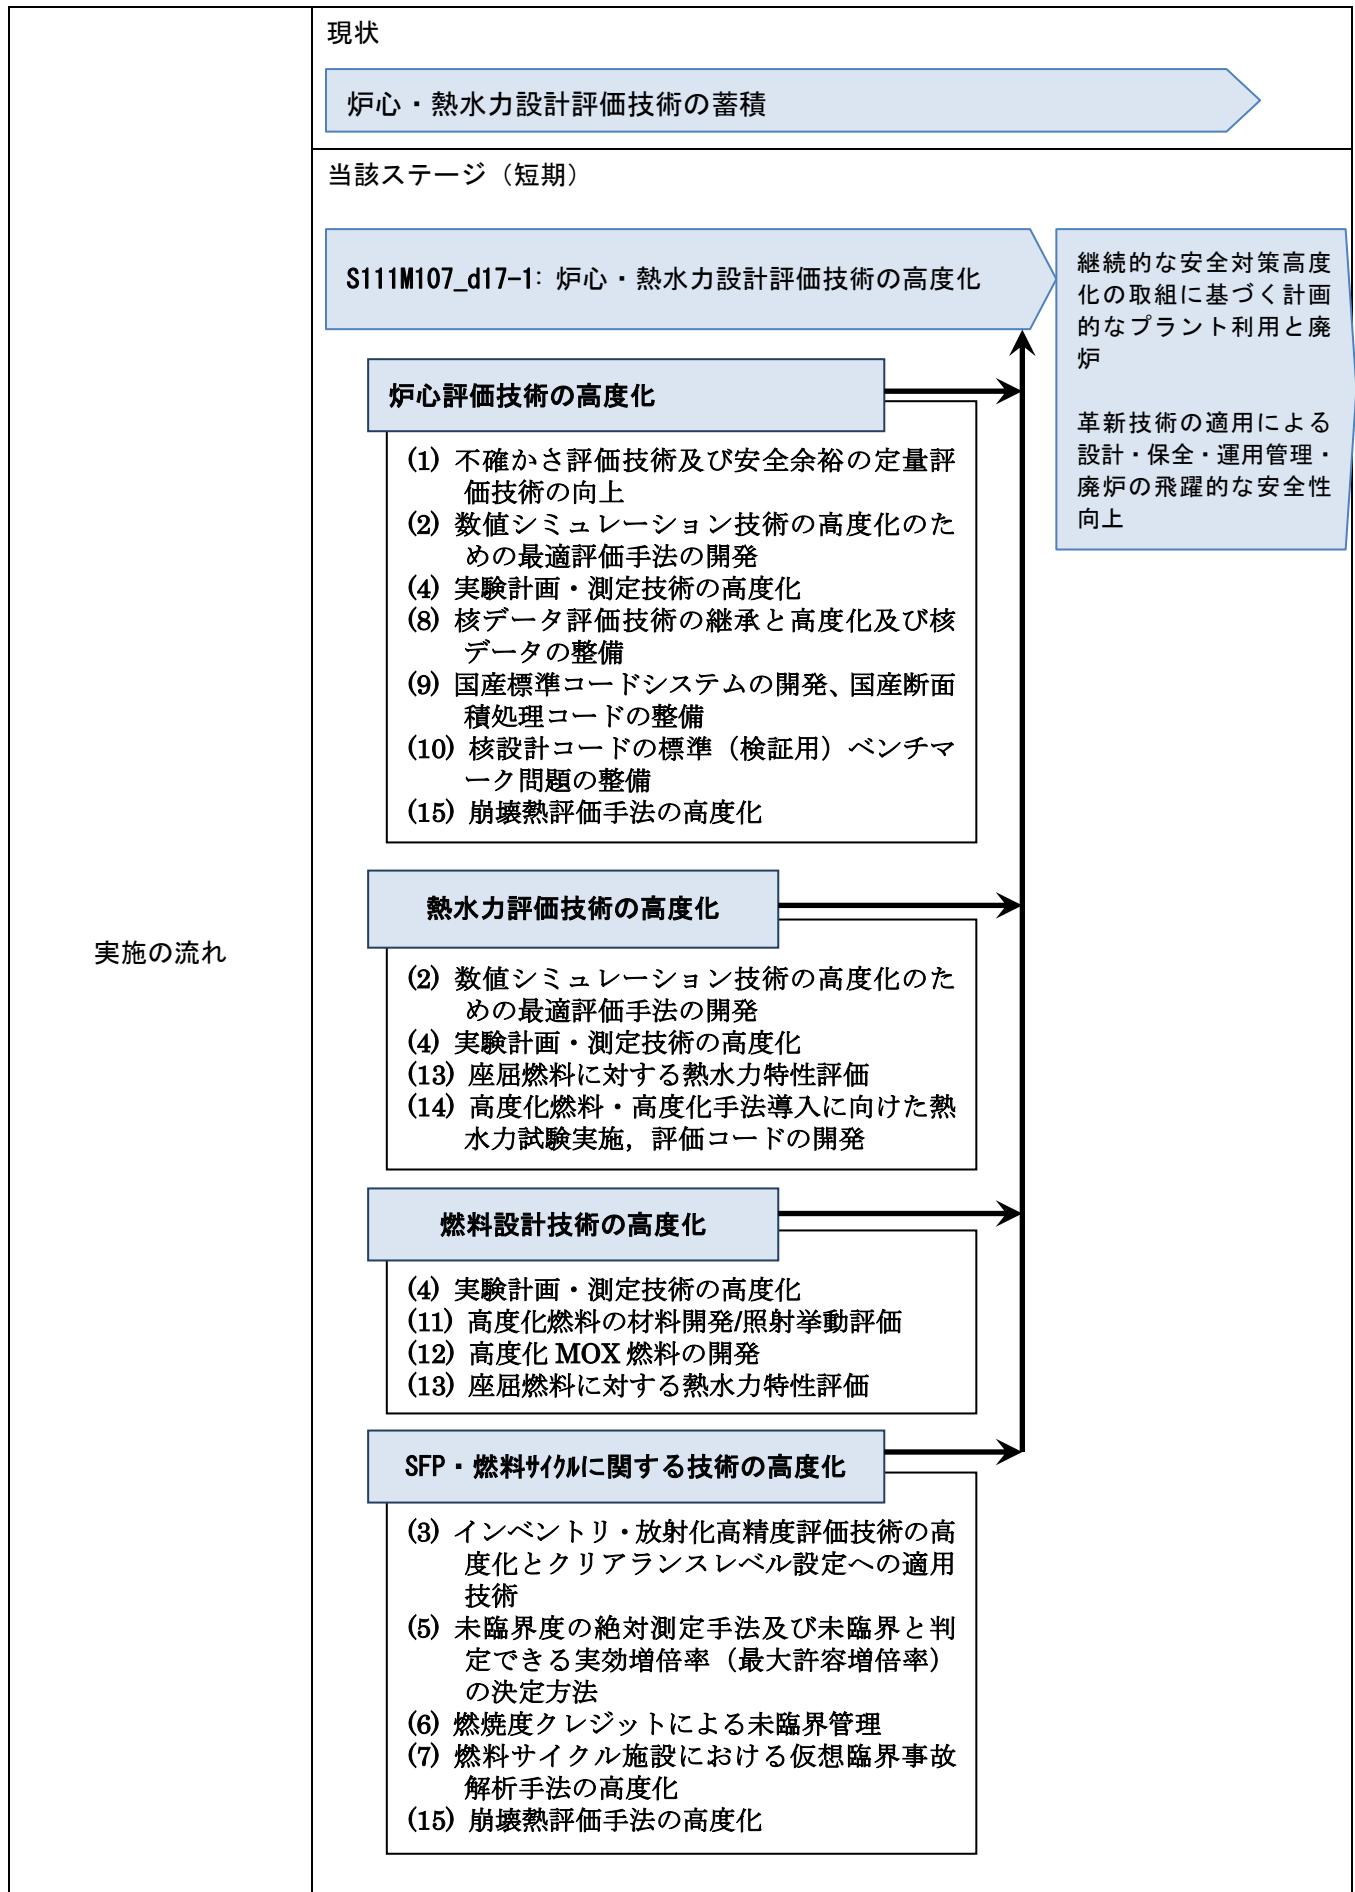 現状
炉心・熱水力設計評価技術の蓄積
当該ステージ（短期）
S111M107_d17-1: 炉心・熱水力設計評価技術の高度化
継続的な安全対策高度
化の取組に基づく計画
的なプラント利用と廃
炉
革新技術の適用による
設計・保全・運用管理・
廃炉の飛躍的な安全性
向上
炉心評価技術の高度化
(1) 不確かさ評価技術及び安全余裕の定量評
価技術の向上
(2) 数値シミュレーション技術の高度化のた
めの最適評価手法の開発
(4) 実験計画・測定技術の高度化
(8) 核データ評価技術の継承と高度化及び核
データの整備
(9) 国産標準コードシステムの開発、国産断面
積処理コードの整備
(10) 核設計コードの標準（検証用）ベンチマ
ーク問題の整備
(15) 崩壊熱評価手法の高度化
熱水力評価技術の高度化
(2) 数値シミュレーション技術の高度化のた
めの最適評価手法の開発
(4) 実験計画・測定技術の高度化
(13) 座屈燃料に対する熱水力特性評価
(14) 高度化燃料・高度化手法導入に向けた熱
水力試験実施，評価コードの開発
実施の流れ
燃料設計技術の高度化
(4) 実験計画・測定技術の高度化
(11) 高度化燃料の材料開発/照射挙動評価
(12) 高度化 MOX 燃料の開発
(13) 座屈燃料に対する熱水力特性評価
SFP・燃料ｻｲｸﾙに関する技術の高度化
(3) インベントリ・放射化高精度評価技術の高
度化とクリアランスレベル設定への適用
技術
(5) 未臨界度の絶対測定手法及び未臨界と判
定できる実効増倍率（最大許容増倍率）
の決定方法
(6) 燃焼度クレジットによる未臨界管理
(7) 燃料サイクル施設における仮想臨界事故
解析手法の高度化
(15) 崩壊熱評価手法の高度化